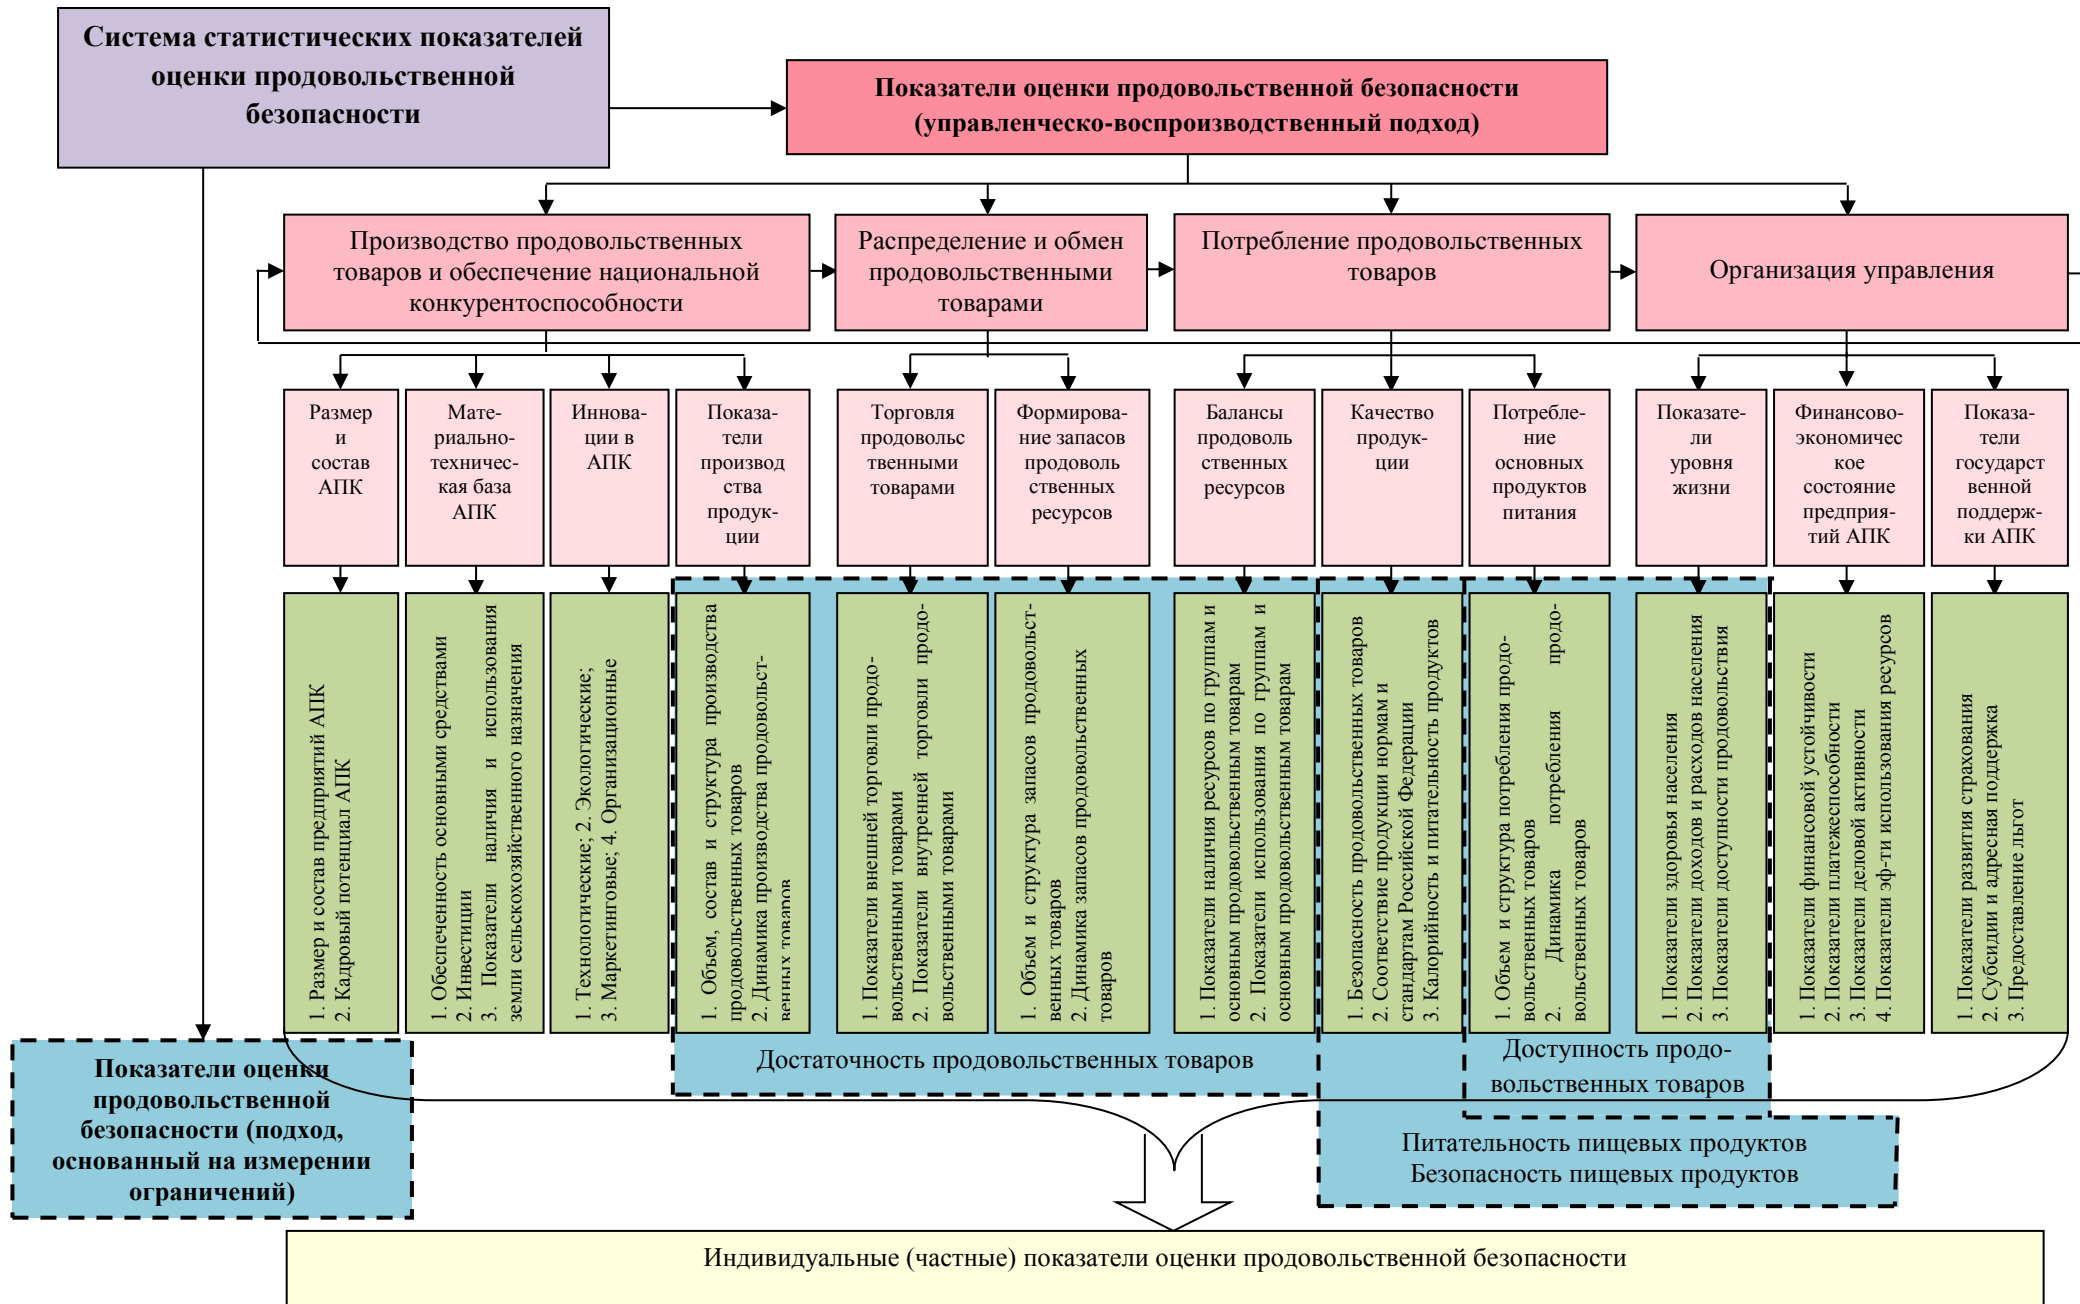 Система статистических показателей
оценки продовольственной
безопасности
Показатели оценки продовольственной безопасности
(управленческо-воспроизводственный подход)
Производство продовольственных
товаров и обеспечение национальной
конкурентоспособности
Распределение и обмен
продовольственными
товарами
Потребление продовольственных
товаров
Организация управления
Размер
и
состав
АПК
Мате-
риально-
техничес-
кая база
АПК
Иннова-
ции в
АПК
Показа-
тели
производ
ства
продук-
ции
Торговля
продовольс
твенными
товарами
Формирова-
ние запасов
продоволь
ственных
ресурсов
Балансы
продоволь
ственных
ресурсов
Качество
продук-
ции
Потребле-
ние
основных
продуктов
питания
Показате-
ли
уровня
жизни
Финансово-
экономичес
кое
состояние
предприя-
тий АПК
Показа-
тели
государст
венной
поддерж-
ки АПК
1. Размер и состав предприятий АПК
2. Кадровый потенциал АПК
1. Обеспеченность основными средствами
2. Инвестиции
3. Показатели наличия и использования
земли сельскохозяйственного назначения
1. Технологические; 2. Экологические;
3. Маркетинговые; 4. Организационные
1. Объем, состав и структура производства
продовольственных товаров
2. Динамика производства продовольст-
венных товаров
1. Показатели внешней торговли продо-
вольственными товарами
2. Показатели внутренней торговли продо-
вольственными товарами
1. Объем и структура запасов продовольст-
венных товаров
2. Динамика запасов продовольственных
товаров
1. Показатели наличия ресурсов по группам и
основным продовольственным товарам
2. Показатели использования по группам и
основным продовольственным товарам
1. Безопасность продовольственных товаров
2. Соответствие продукции нормам и
стандартам Российской Федерации
3. Калорийность и питательность продуктов
1. Объем и структура потребления продо-
вольственных товаров
2. Динамика потребления продо-
вольственных товаров
1. Показатели здоровья населения
2. Показатели доходов и расходов населения
3. Показатели доступности продовольствия
1. Показатели финансовой устойчивости
2. Показатели платежеспособности
3. Показатели деловой активности
4. Показатели эф-ти использования ресурсов
1. Показатели развития страхования
2. Субсидии и адресная поддержка
3. Предоставление льгот
Достаточность продовольственных товаров
Доступность продо-
вольственных товаров
Питательность пищевых продуктов
Безопасность пищевых продуктов
Показатели оценки
продовольственной
безопасности (подход,
основанный на измерении
ограничений)
Индивидуальные (частные) показатели оценки продовольственной безопасности